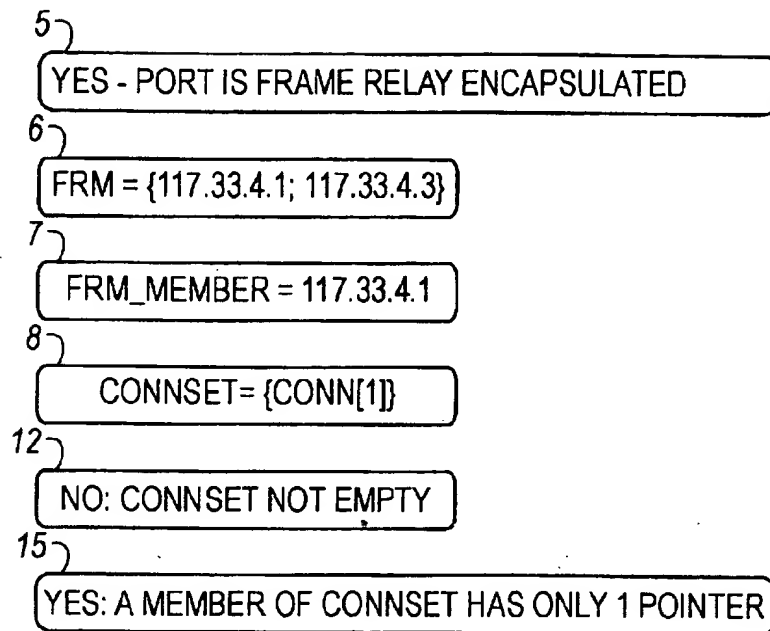 5
YES - PORT IS FRAME RELAY ENCAPSULATED
6
FRM = {117.33.4.1; 117.33.4.3}
7
FRM_MEMBER = 117.33.4.1
8
CONNSET= {CONN[1]}
12
NO: CONNSET NOT EMPTY
15
YES: A MEMBER OF CONNSET HAS ONLY 1 POINTER